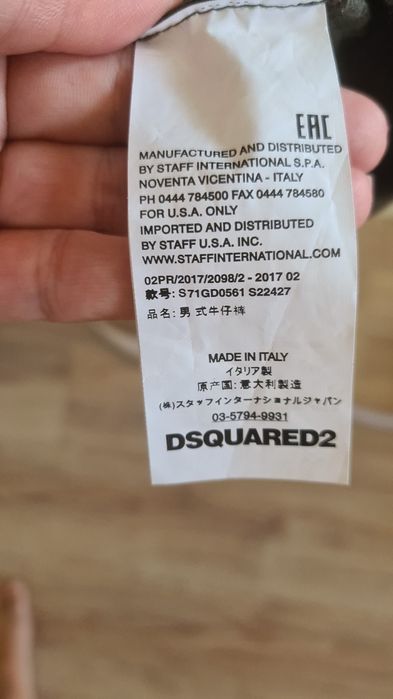 EAC
MANUFACTURED AND DISTRIBUTED
BY STAFF INTERNATIONAL S.P.A.
NOVENTA VICENTINA - ITALY
PH 0444 784500 FAX 0444 784580
FOR U.S.A. ONLY
IMPORTED AND DISTRIBUTED
BY STAFF U.S.A. INC.
WWW.STAFFINTERNATIONAL.COM
02PR/2017/2098/2 - 2017 02
款号: S71GD0561 S22427
品名: 男式牛仔裤
MADE IN ITALY
イタリア製
原产国: 意大利製造
(株)スタッフインターナショナルジャパン
03-5794-9931
DSQUARED2